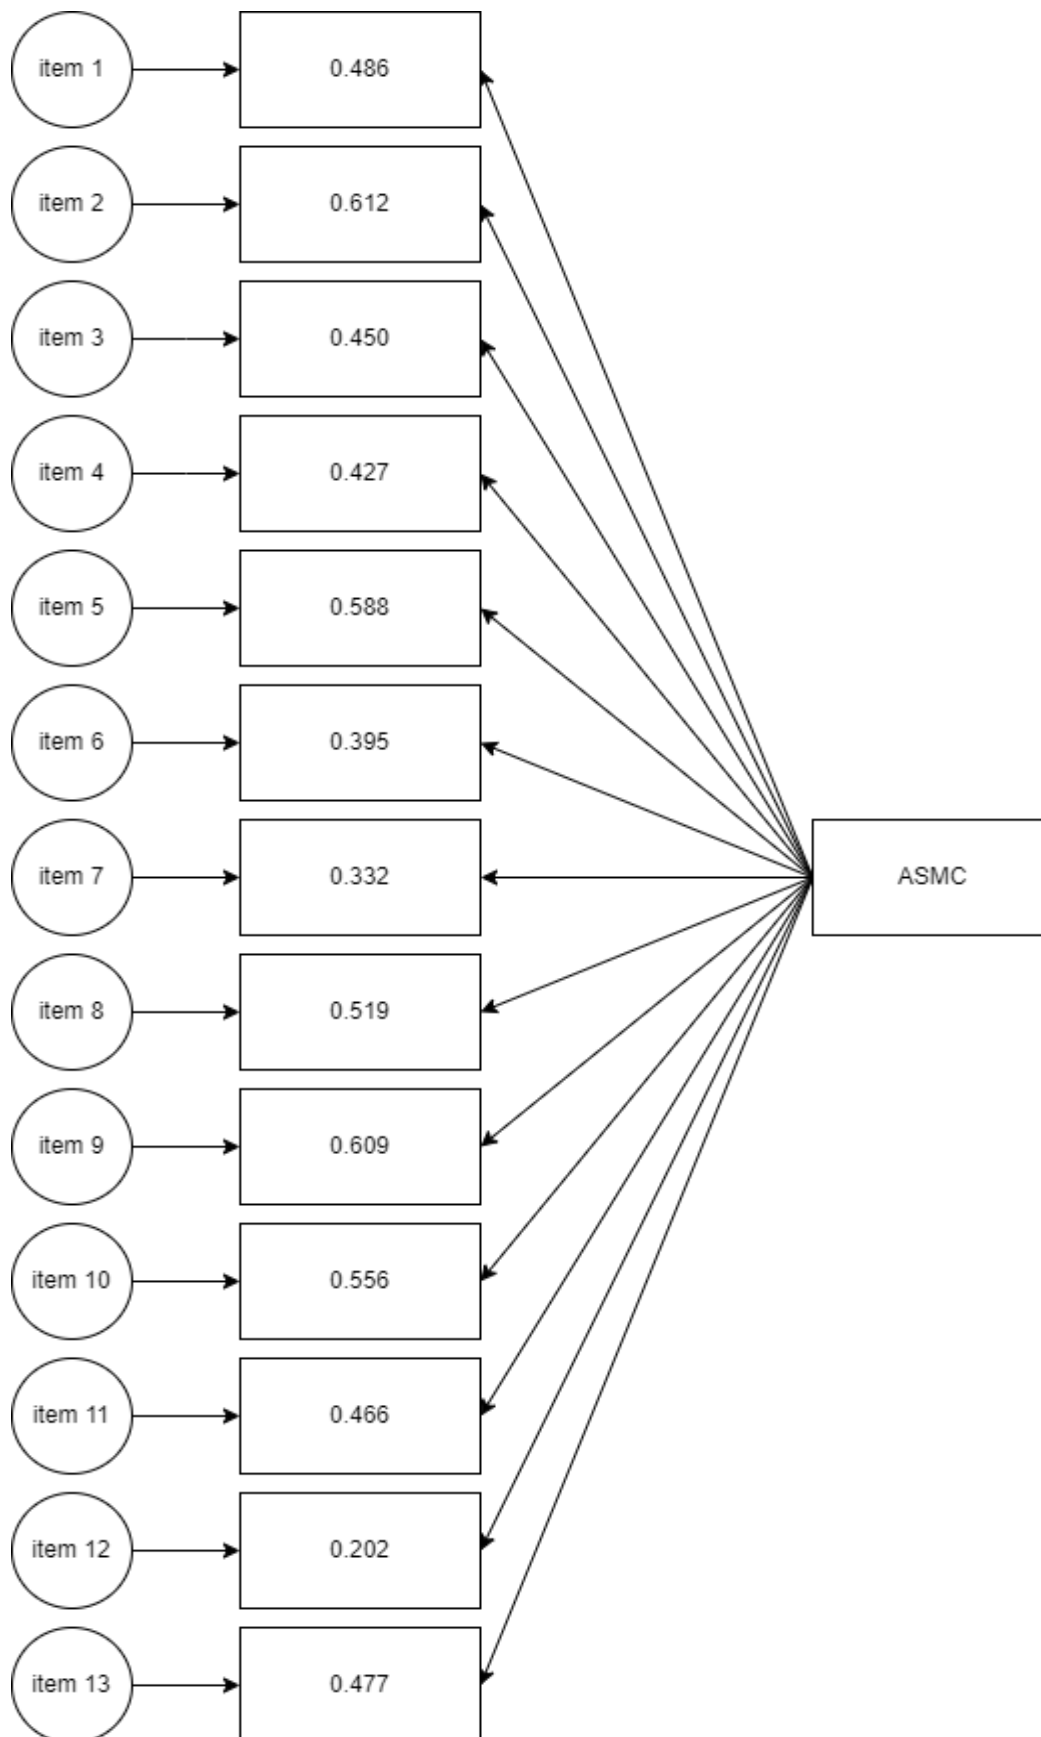 item 1
0.486
item 2
0.612
item 3
0.450
item 4
0.427
item 5
0.588
item 6
0.395
item 7
0.332
ASMC
item 8
0.519
item 9
0.609
item 10
0.556
item 11
0.466
item 12
0.202
item 13
0.477